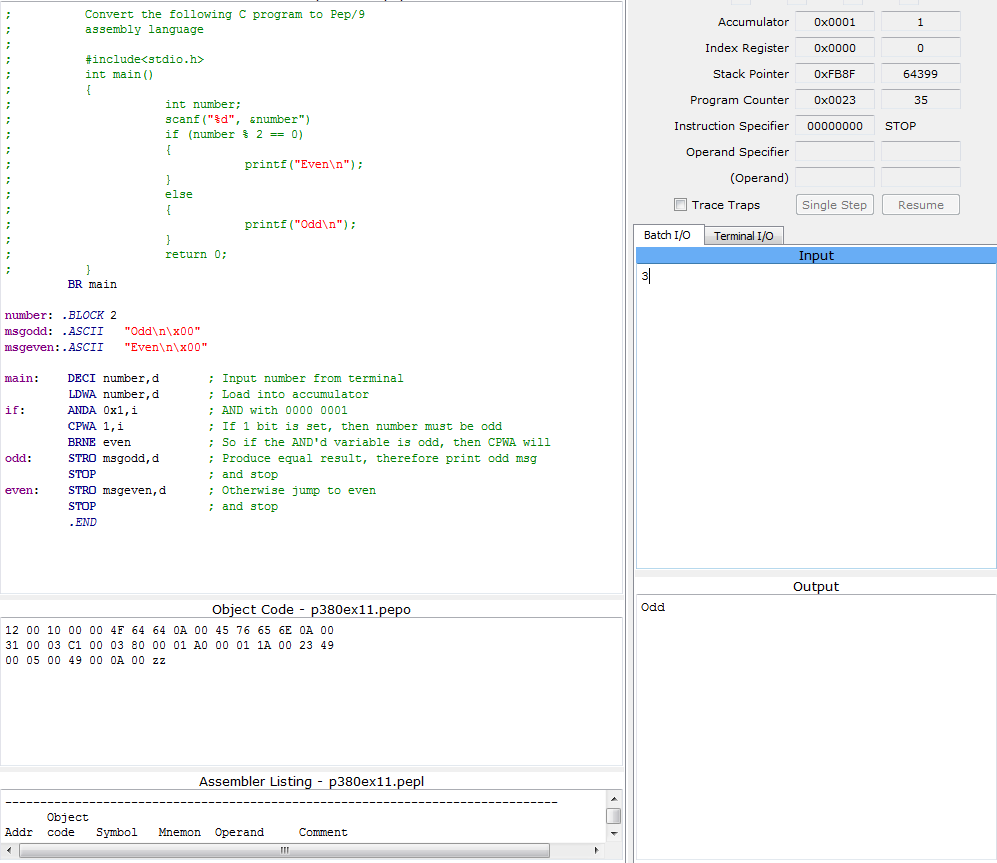 ;          Convert the following C program to Pep/9
;          assembly language
;
;          #include<stdio.h>
;          int main()
;          {
;                     int number;
;                     scanf("%d", &number")
;                     if (number % 2 == 0)
;                     {
;                                printf("Even\n");
;                     }
;                     else
;                     {
;                                printf("Odd\n");
;                     }
;                     return 0;
;          }
         BR main
number: .BLOCK 2
msgodd: .ASCII   "Odd\n\x00"
msgeven:.ASCII   "Even\n\x00"
main:    DECI number,d      ; Input number from terminal
         LDWA number,d      ; Load into accumulator
if:      ANDA 0x1,i         ; AND with 0000 0001
         CPWA 1,i           ; If 1 bit is set, then number must be odd
         BRNE even          ; So if the AND'd variable is odd, then CPWA will
odd:     STRO msgodd,d      ; Produce equal result, therefore print odd msg
         STOP               ; and stop
even:    STRO msgeven,d     ; Otherwise jump to even
         STOP               ; and stop
         .END
Object Code - p380ex11.pepo
12 00 10 00 00 4F 64 64 0A 00 45 76 65 6E 0A 00
31 00 03 C1 00 03 80 00 01 A0 00 01 1A 00 23 49
00 05 00 49 00 0A 00 zz
Assembler Listing - p380ex11.pepl
-------------------------------------------------------------------------------
      Object
Addr  code   Symbol   Mnemon  Operand     Comment
Accumulator 0x0001 1
Index Register 0x0000 0
Stack Pointer 0xFB8F 64399
Program Counter 0x0023 35
Instruction Specifier 00000000 STOP
Operand Specifier
(Operand)
Trace Traps Single Step Resume
Batch I/O Terminal I/O
Input
3
Output
Odd